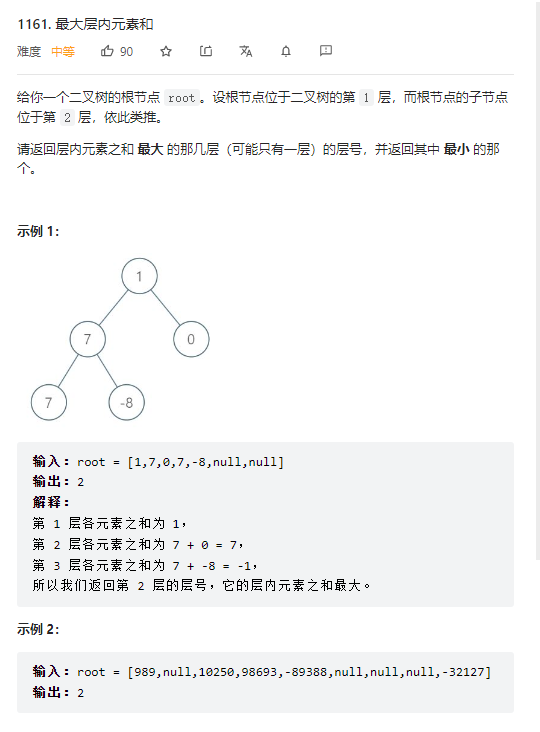 1161. 最大层内元素和
难度 中等 90
给你一个二叉树的根节点 root。设根节点位于二叉树的第 1 层，而根节点的子节点
位于第 2 层，依此类推。
请返回层内元素之和 最大 的那几层（可能只有一层）的层号，并返回其中 最小 的那
个。
示例 1：
1
7
0
7
-8
输入：root = [1,7,0,7,-8,null,null]
输出：2
解释：
第 1 层各元素之和为 1，
第 2 层各元素之和为 7 + 0 = 7，
第 3 层各元素之和为 7 + -8 = -1，
所以我们返回第 2 层的层号，它的层内元素之和最大。
示例 2：
输入：root = [989,null,10250,98693,-89388,null,null,null,-32127]
输出：2